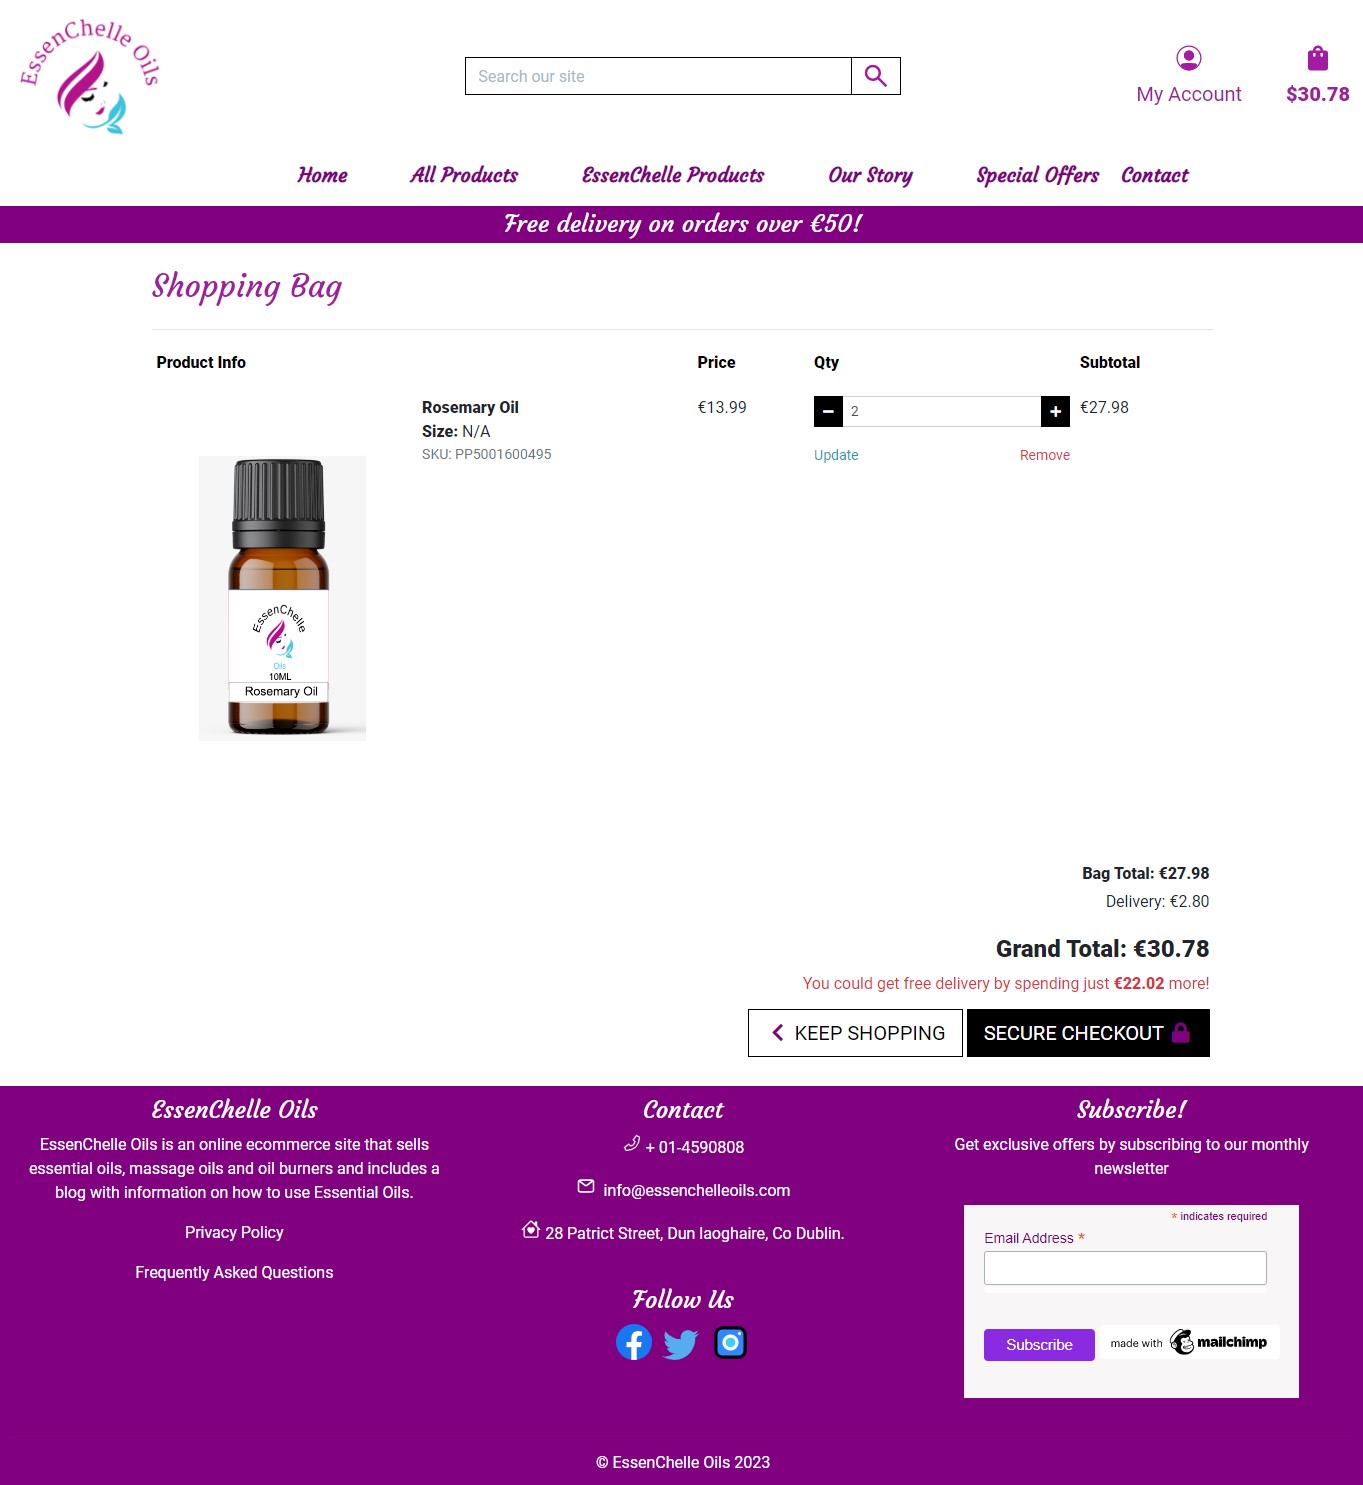 EssenChelle Oils
Search our site
My Account
$30.78
Home All Products EssenChelle Products Our Story Special Offers Contact
Free delivery on orders over €50!
Shopping Bag
Product Info Price Qty Subtotal
Rosemary Oil €13.99 2 €27.98
Size: N/A
SKU: PP5001600495
Update Remove
EssenChelle
Oils
10ML
Rosemary Oil
Bag Total: €27.98
Delivery: €2.80
Grand Total: €30.78
You could get free delivery by spending just €22.02 more!
KEEP SHOPPING SECURE CHECKOUT
EssenChelle Oils
EssenChelle Oils is an online ecommerce site that sells
essential oils, massage oils and oil burners and includes a
blog with information on how to use Essential Oils.
Privacy Policy
Frequently Asked Questions
Contact
+ 01-4590808
info@essenchelleoils.com
28 Patrict Street, Dun laoghaire, Co Dublin.
Follow Us
Subscribe!
Get exclusive offers by subscribing to our monthly
newsletter
* indicates required
Email Address *
Subscribe
made with mailchimp
© EssenChelle Oils 2023